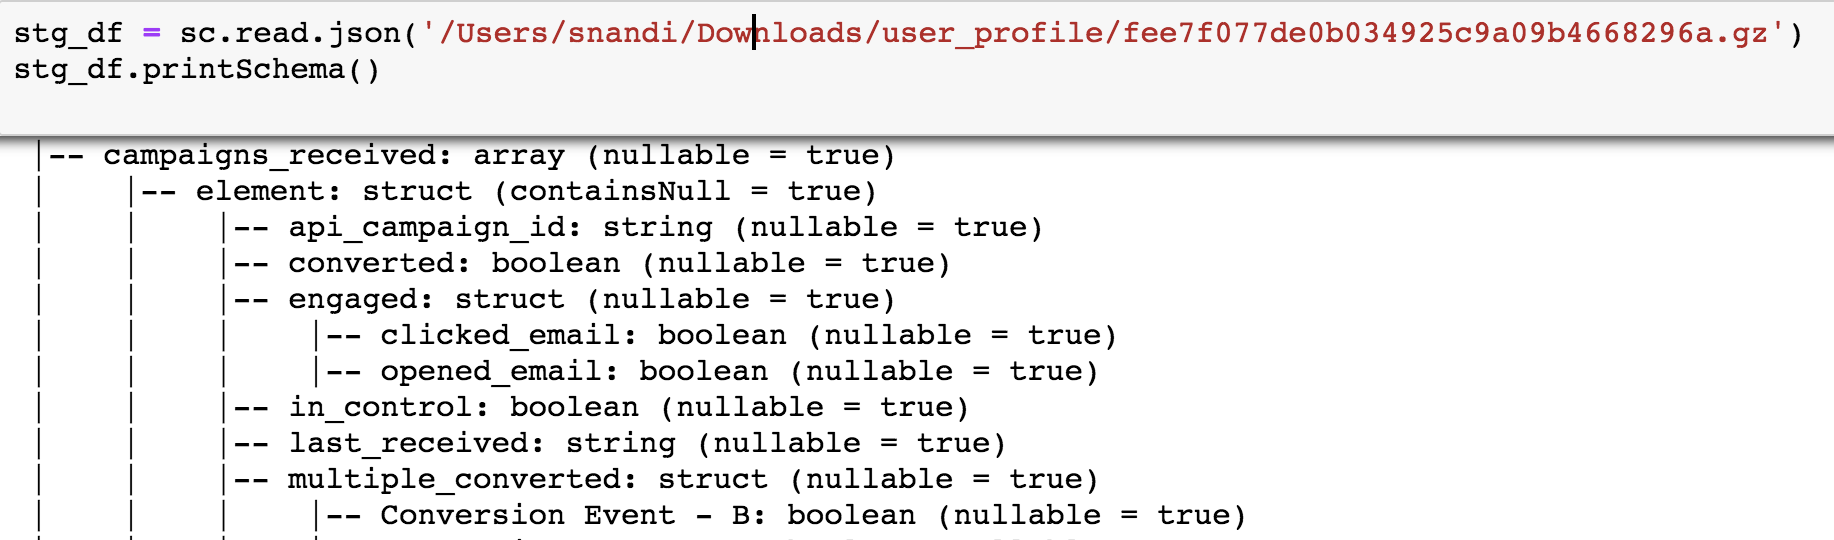 stg_df = sc.read.json('/Users/snandi/Downloads/user_profile/fee7f077de0b034925c9a09b4668296a.gz')
stg_df.printSchema()
|-- campaigns_received: array (nullable = true)
|    |-- element: struct (containsNull = true)
|    |    |-- api_campaign_id: string (nullable = true)
|    |    |-- converted: boolean (nullable = true)
|    |    |-- engaged: struct (nullable = true)
|    |    |    |-- clicked_email: boolean (nullable = true)
|    |    |    |-- opened_email: boolean (nullable = true)
|    |    |-- in_control: boolean (nullable = true)
|    |    |-- last_received: string (nullable = true)
|    |    |-- multiple_converted: struct (nullable = true)
|    |    |    |-- Conversion Event - B: boolean (nullable = true)